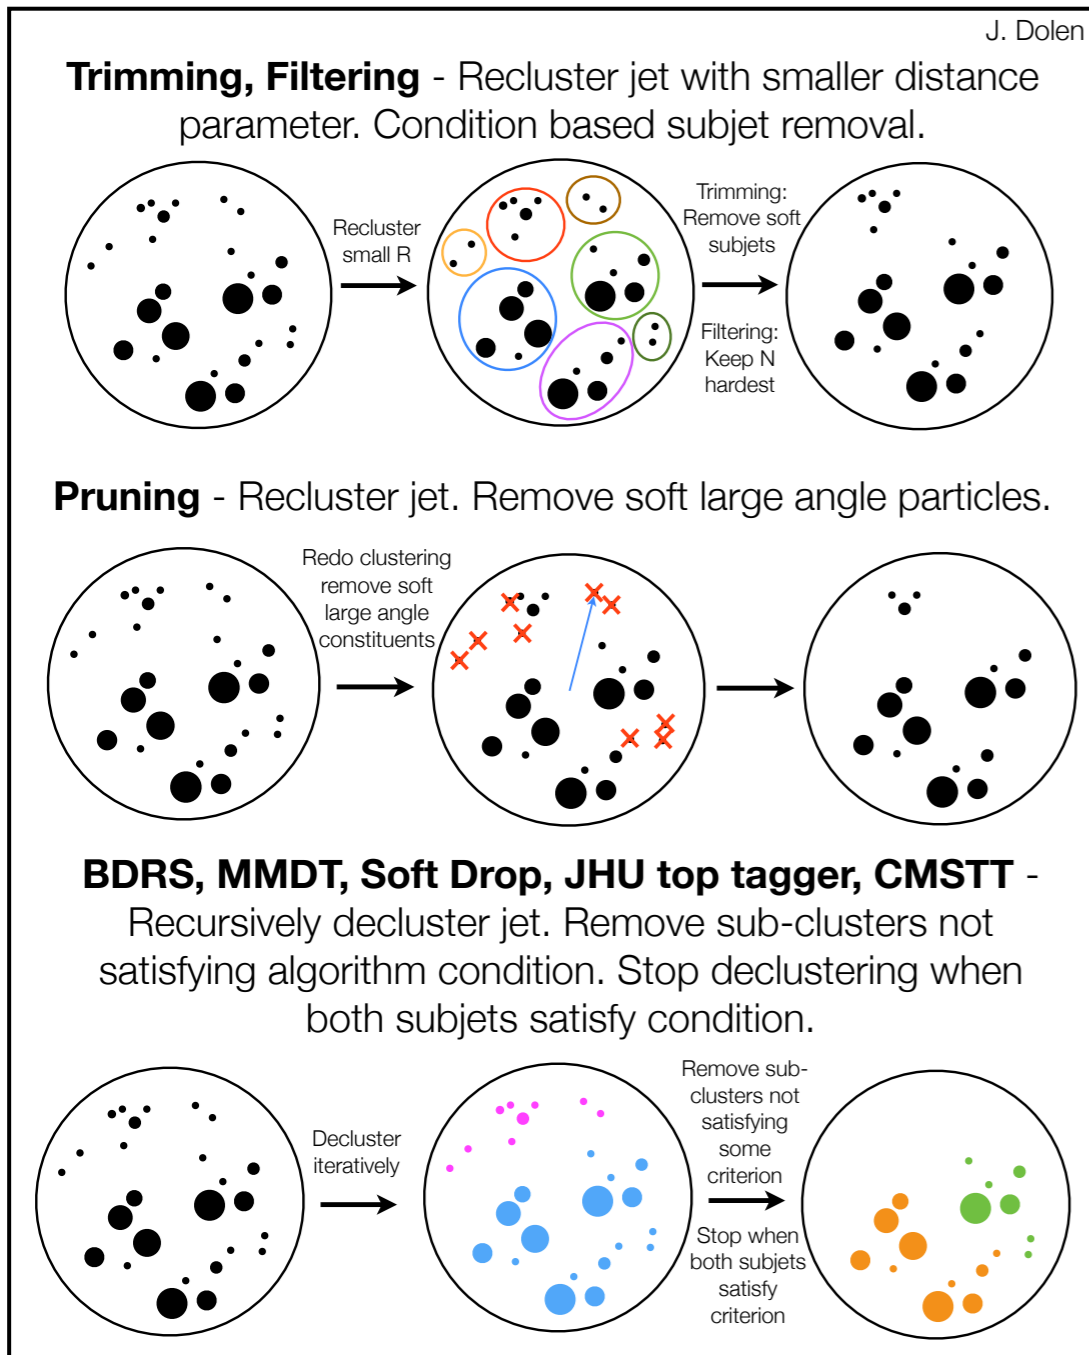 J. Dolen
Trimming, Filtering - Recluster jet with smaller distance
parameter. Condition based subjet removal.
Recluster
small R
Trimming:
Remove soft
subjets
Filtering:
Keep N
hardest
Pruning - Recluster jet. Remove soft large angle particles.
Redo clustering
remove soft
large angle
constituents
BDRS, MMDT, Soft Drop, JHU top tagger, CMSTT -
Recursively decluster jet. Remove sub-clusters not
satisfying algorithm condition. Stop declustering when
both subjets satisfy condition.
Decluster
iteratively
Remove sub-
clusters not
satisfying
some
criterion
Stop when
both subjets
satisfy
criterion